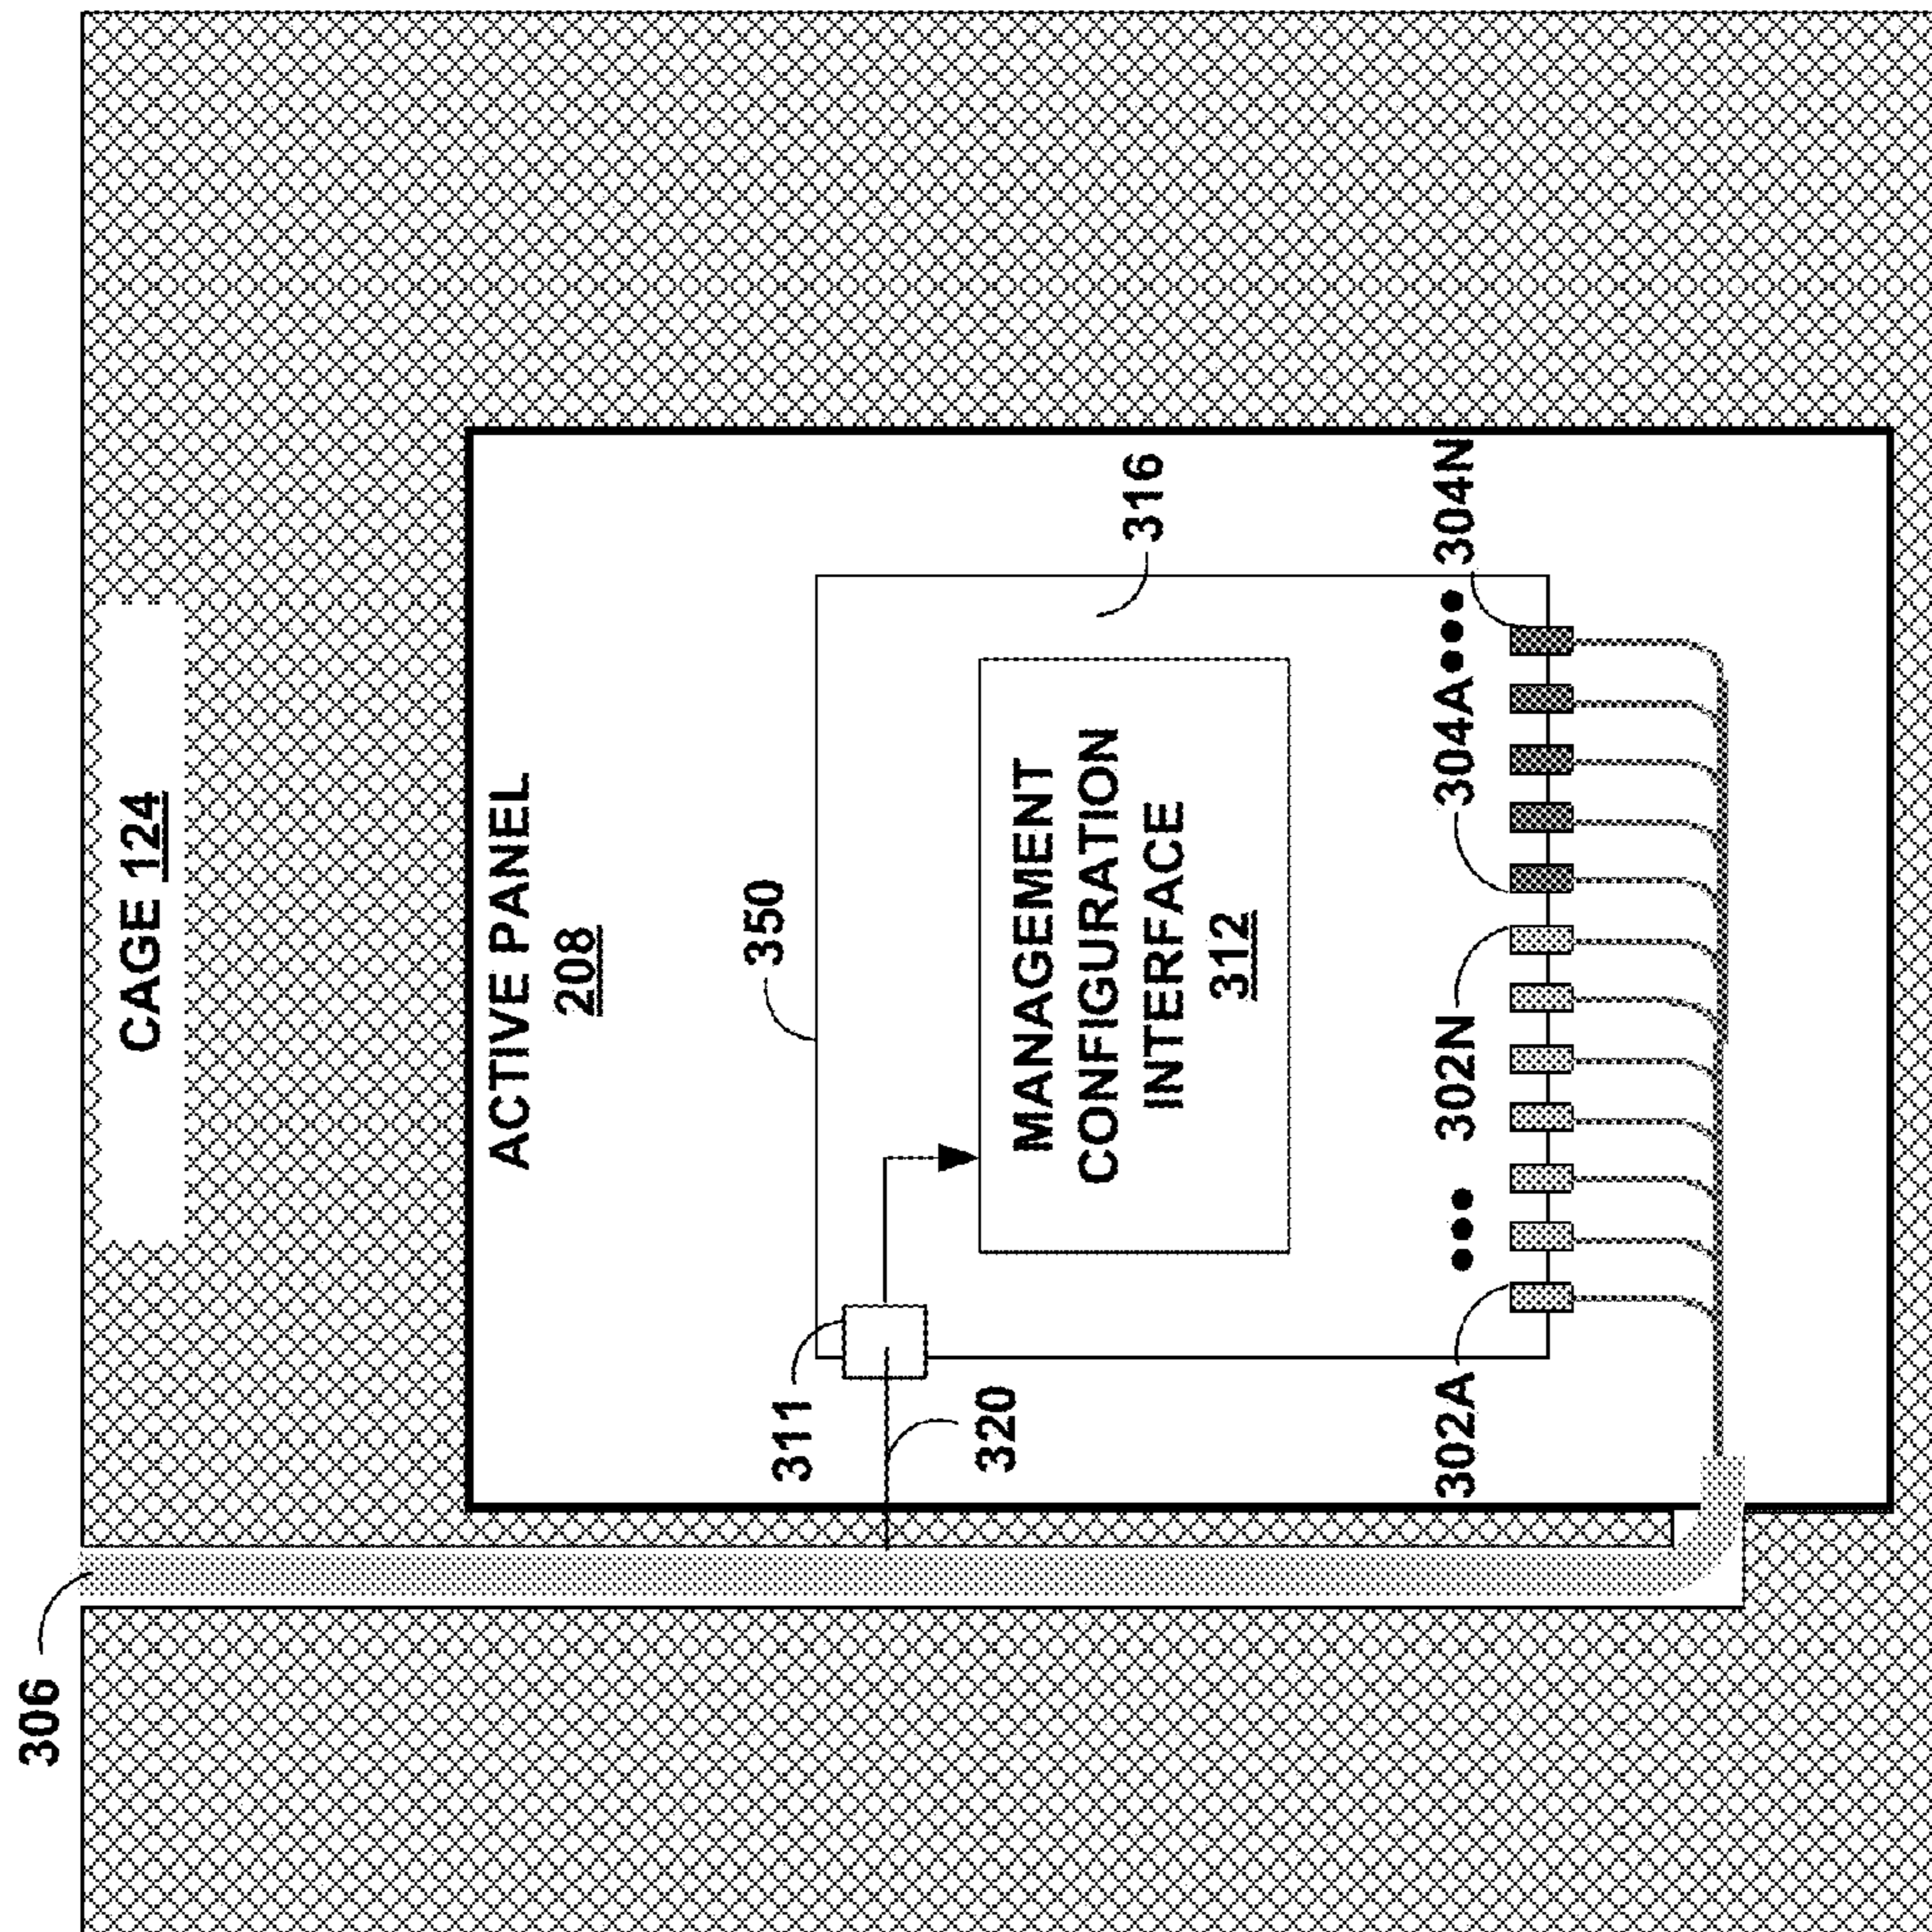 306
CAGE 124
ACTIVE PANEL
208
350
311
320
316
MANAGEMENT
CONFIGURATION
INTERFACE
312
302A ••• 302N 304A ••• 304N